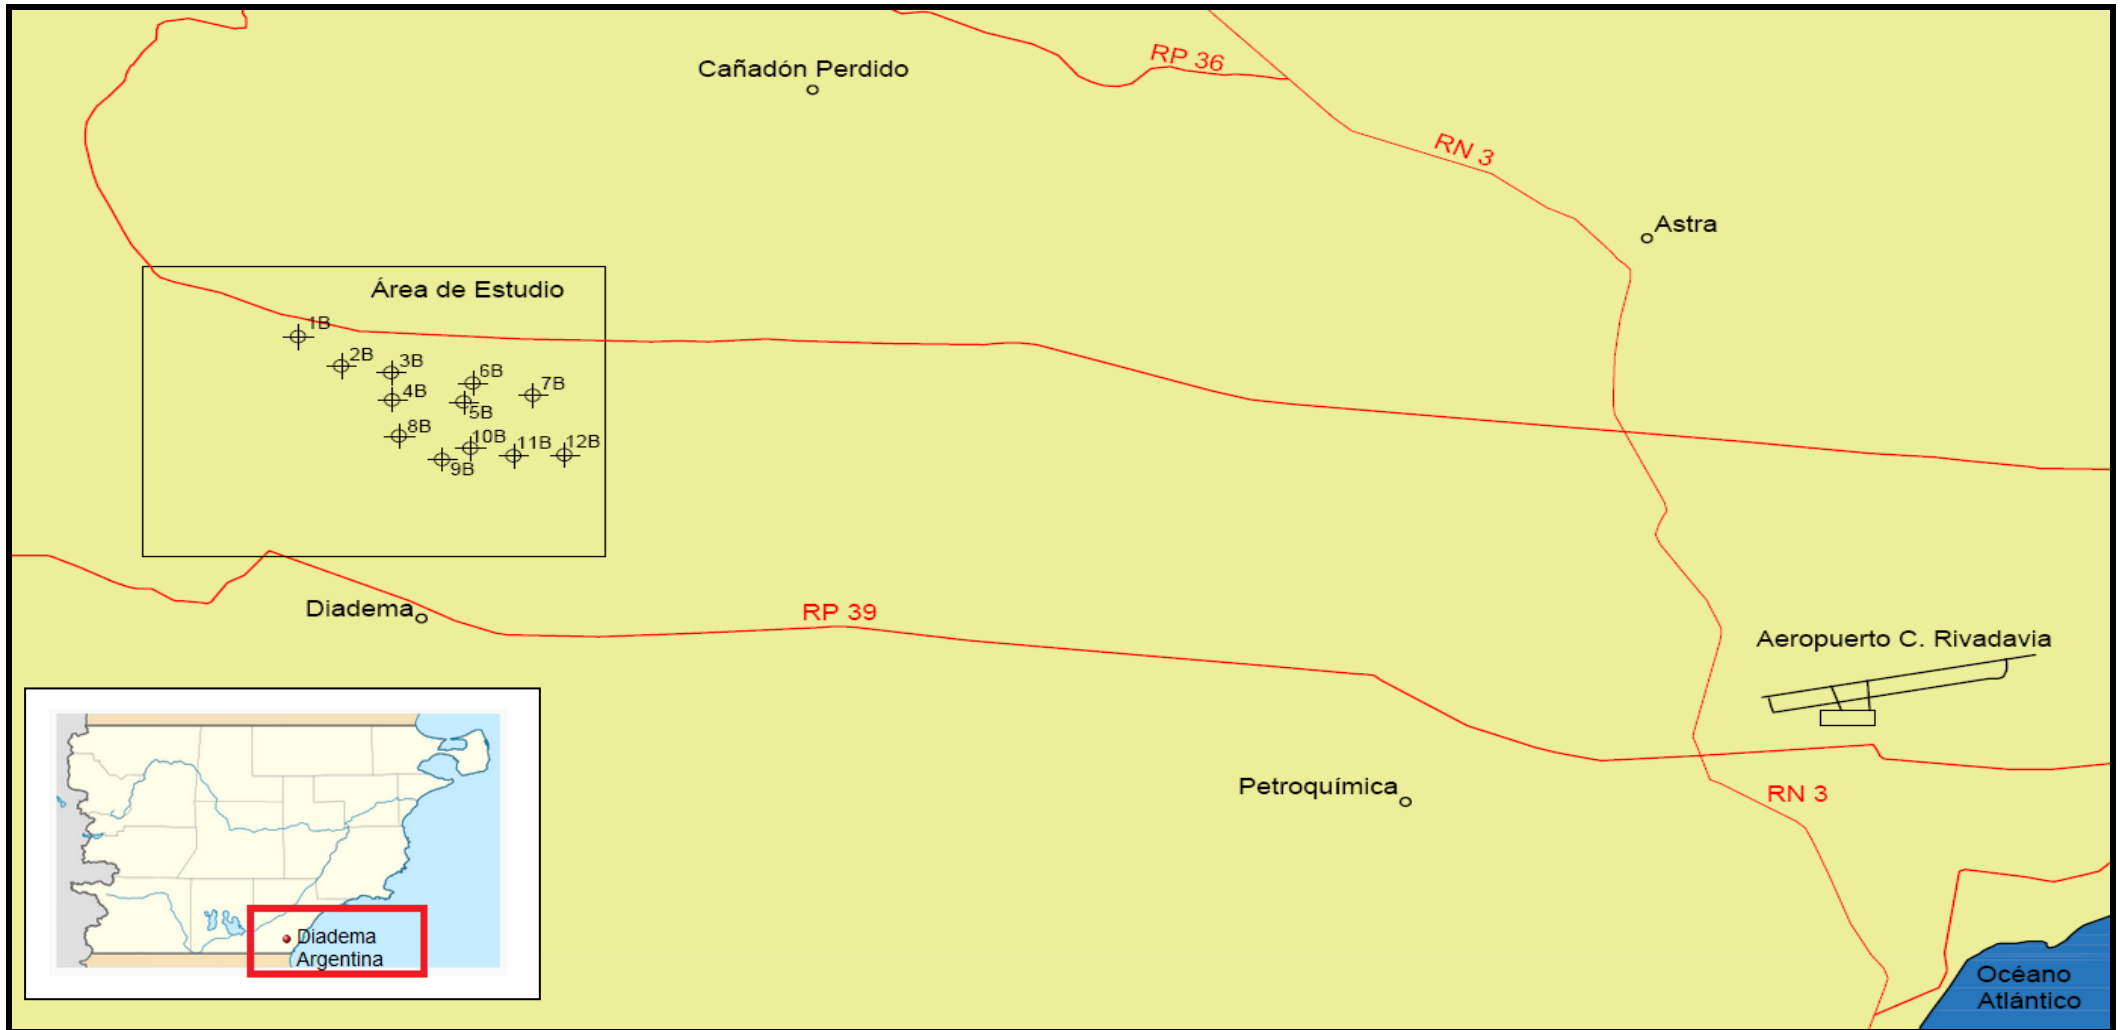 RP 36
Cañadón Perdido
RN 3
Astra
Área de Estudio
1B
2B
3B
6B
7B
4B
5B
8B
10B
11B
12B
9B
Diadema
RP 39
Aeropuerto C. Rivadavia
Petroquímica
RN 3
Diadema
Argentina
Océano
Atlántico